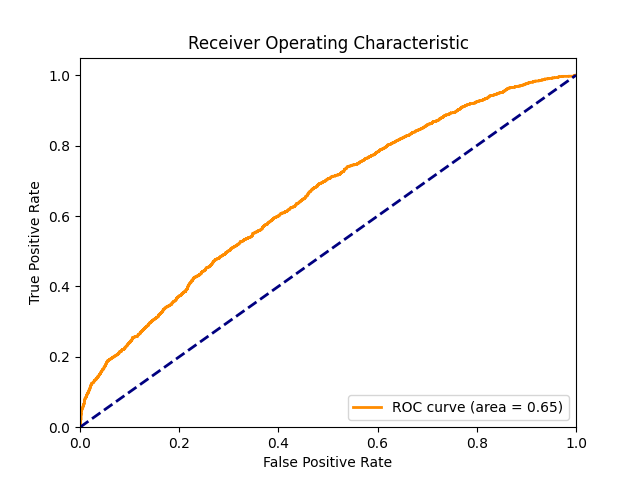 Receiver Operating Characteristic
1.0
0.8
0.6
0.4
0.2
0.0
True Positive Rate
ROC curve (area = 0.65)
0.0 0.2 0.4 0.6 0.8 1.0
False Positive Rate